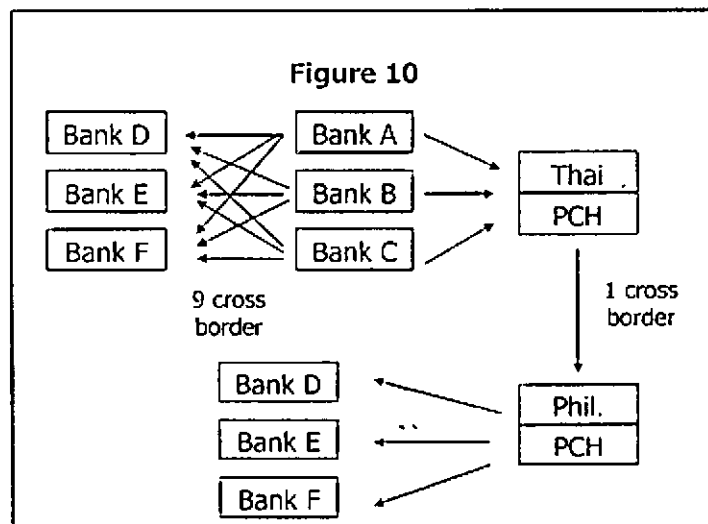 Figure 10
Bank D
Bank A
Thai
Bank E
Bank B
PCH
Bank F
Bank C
9 cross
border
1 cross
border
Bank D
Phil.
Bank E
PCH
Bank F